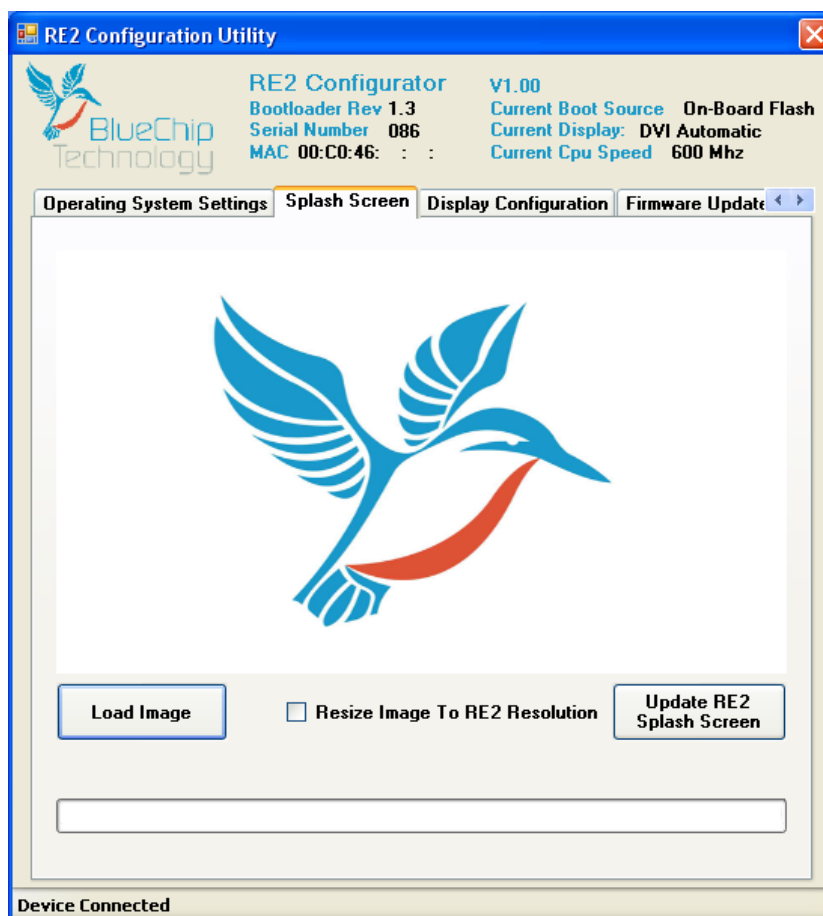 RE2 Configuration Utility
BlueChip
Technology
RE2 Configurator V1.00
Bootloader Rev 1.3 Current Boot Source On-Board Flash
Serial Number 086 Current Display: DVI Automatic
MAC 00:C0:46: : : Current Cpu Speed 600 Mhz
Operating System Settings Splash Screen Display Configuration Firmware Update
Load Image
Resize Image To RE2 Resolution
Update RE2
Splash Screen
Device Connected